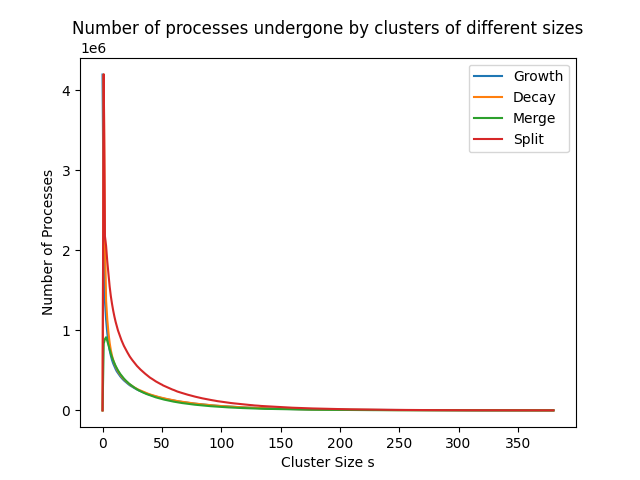 Number of processes undergone by clusters of different sizes
1e6
Growth
Decay
Merge
Split
4
3
2
1
0
Number of Processes
0 50 100 150 200 250 300 350
Cluster Size s